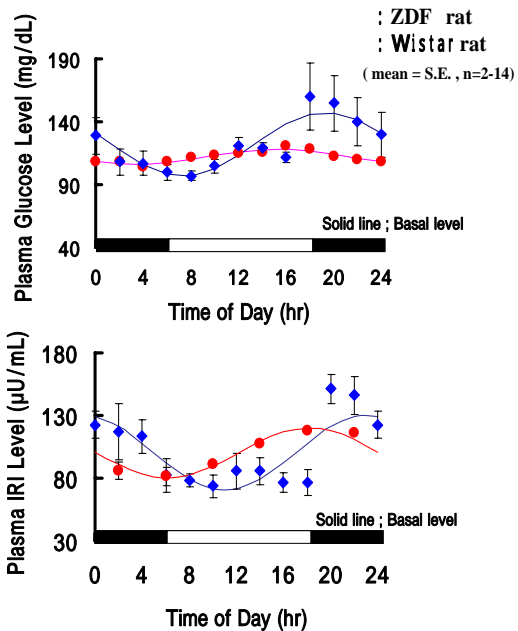 : ZDF rat
: Wistar rat
( mean = S.E. , n=2-14)
Plasma Glucose Level (mg/dL)
190
140
90
40
Solid line ; Basal level
0 4 8 12 16 20 24
Time of Day (hr)
Plasma IRI Level (μU/mL)
180
130
80
30
Solid line ; Basal level
0 4 8 12 16 20 24
Time of Day (hr)